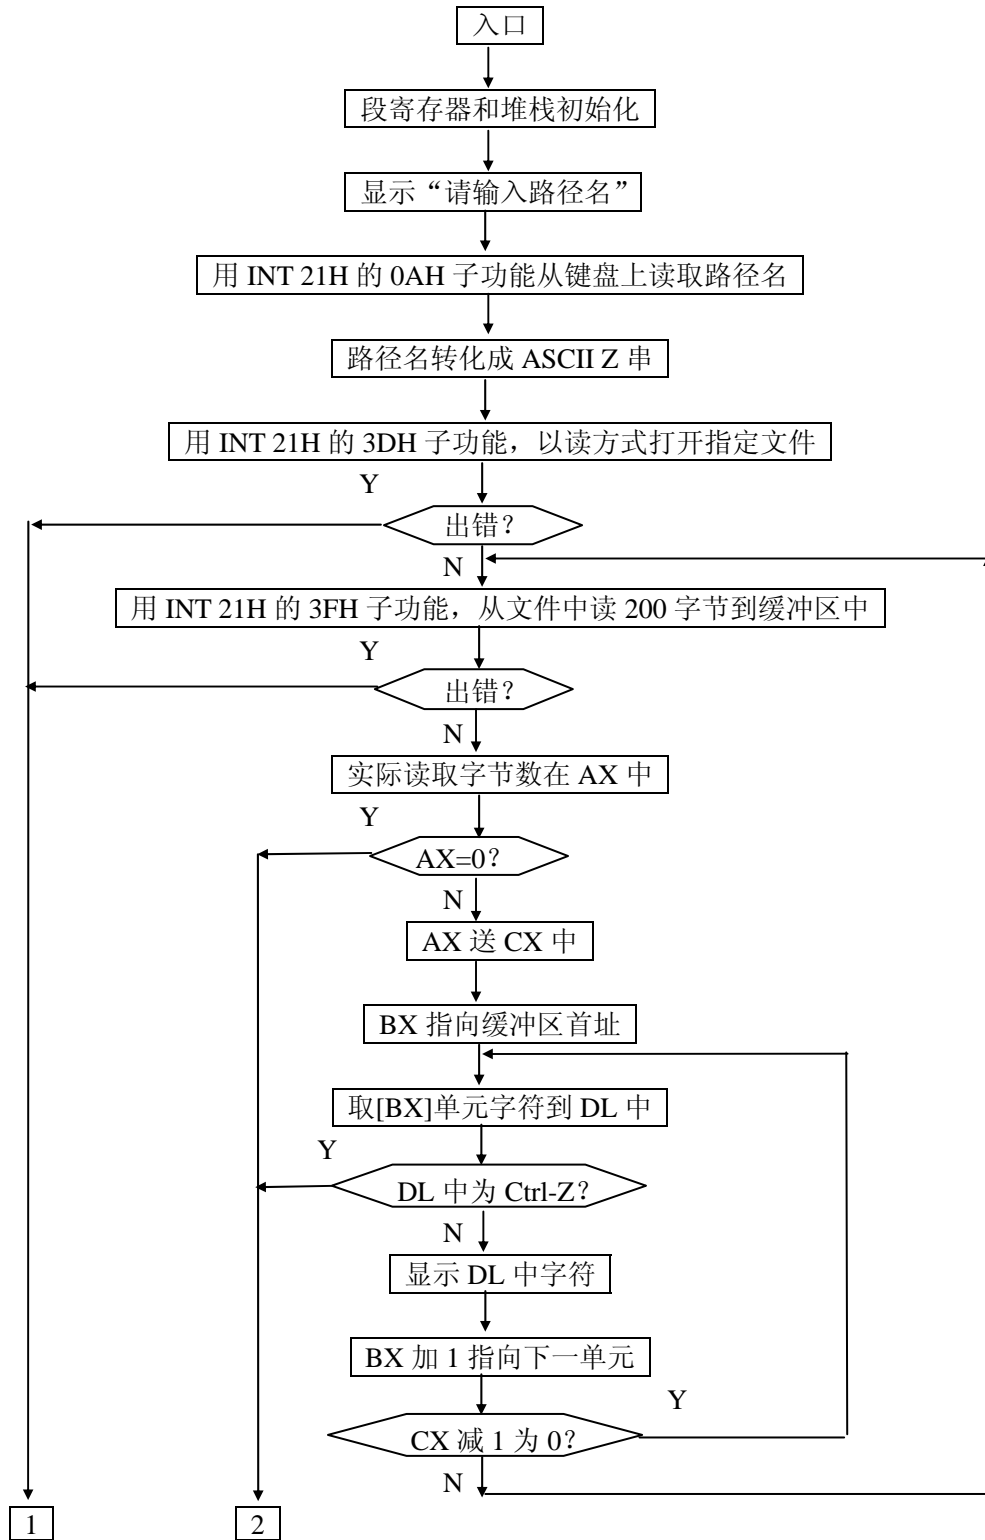 入口
段寄存器和堆栈初始化
显示“请输入路径名”
用 INT 21H 的 0AH 子功能从键盘上读取路径名
路径名转化成 ASCII Z 串
用 INT 21H 的 3DH 子功能，以读方式打开指定文件
Y
出错？
N
用 INT 21H 的 3FH 子功能，从文件中读 200 字节到缓冲区中
Y
出错？
N
实际读取字节数在 AX 中
Y
AX=0？
N
AX 送 CX 中
BX 指向缓冲区首址
取[BX]单元字符到 DL 中
Y
DL 中为 Ctrl-Z？
N
显示 DL 中字符
BX 加 1 指向下一单元
Y
CX 减 1 为 0？
N
1
2